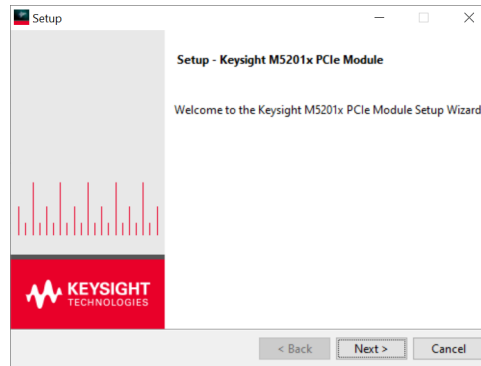 Setup
Setup - Keysight M5201x PCIe Module
Welcome to the Keysight M5201x PCIe Module Setup Wizard
KEYSIGHT
TECHNOLOGIES
< Back
Next >
Cancel